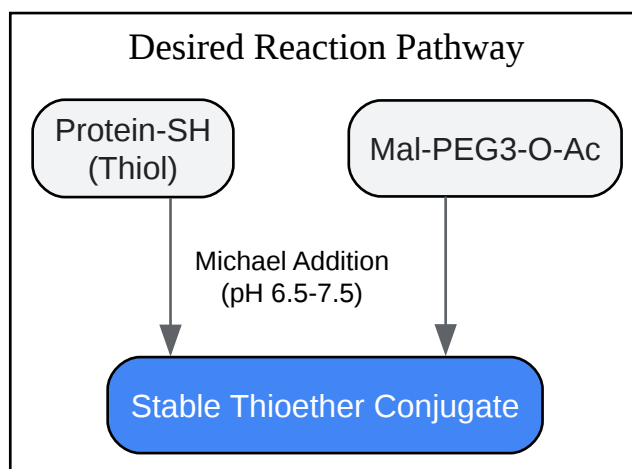 Desired Reaction Pathway
Protein-SH
(Thiol)
Mal-PEG3-O-Ac
Michael Addition
(pH 6.5-7.5)
Stable Thioether Conjugate